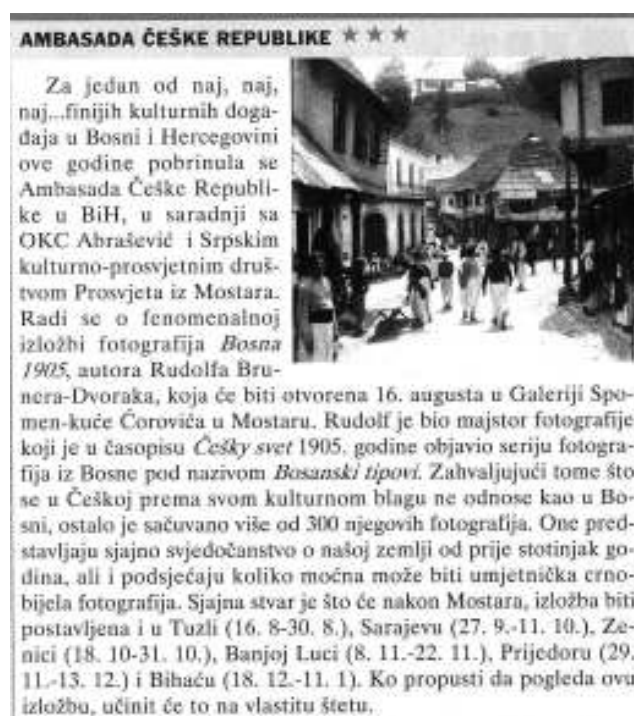 AMBASADA ČEŠKE REPUBLIKE ★ ★ ★
Za jedan od naj, naj,
naj...finijih kulturnih doga-
đaja u Bosni i Hercegovini
ove godine pobrinula se
Ambasada Češke Republi-
ke u BiH, u saradnji sa
OKC Abrašević i Srpskim
kulturno-prosvjetnim druš-
tvom Prosvjeta iz Mostara.
Radi se o fenomenalnoj
izložbi fotografija Bosna
1905, autora Rudolfa Bru-
nera-Dvoraka, koja će biti otvorena 16. augusta u Galeriji Spo-
men-kuće Ćorovića u Mostaru. Rudolf je bio majstor fotografije
koji je u časopisu Češky svet 1905. godine objavio seriju fotogra-
fija iz Bosne pod nazivom Bosanski tipovi. Zahvaljujući tome što
se u Češkoj prema svom kulturnom blagu ne odnose kao u Bo-
sni, ostalo je sačuvano više od 300 njegovih fotografija. One pred-
stavljaju sjajno svjedočanstvo o našoj zemlji od prije stotinjak go-
dina, ali i podsjećaju koliko moćna može biti umjetnička crno-
bijela fotografija. Sjajna stvar je što će nakon Mostara, izložba biti
postavljena i u Tuzli (16. 8-30. 8.), Sarajevu (27. 9.-11. 10.), Ze-
nici (18. 10-31. 10.), Banjoj Luci (8. 11.-22. 11.), Prijedoru (29.
11.-13. 12.) i Bihaću (18. 12.-11. 1). Ko propusti da pogleda ovu
izložbu, učinit će to na vlastitu štetu.